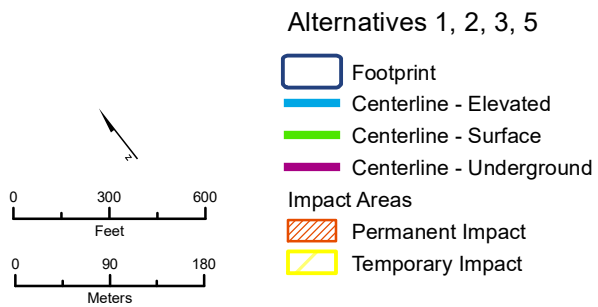 Alternatives 1, 2, 3, 5
Footprint
Centerline - Elevated
Centerline - Surface
Centerline - Underground
Impact Areas
Permanent Impact
Temporary Impact
N
0 300 600
Feet
0 90 180
Meters